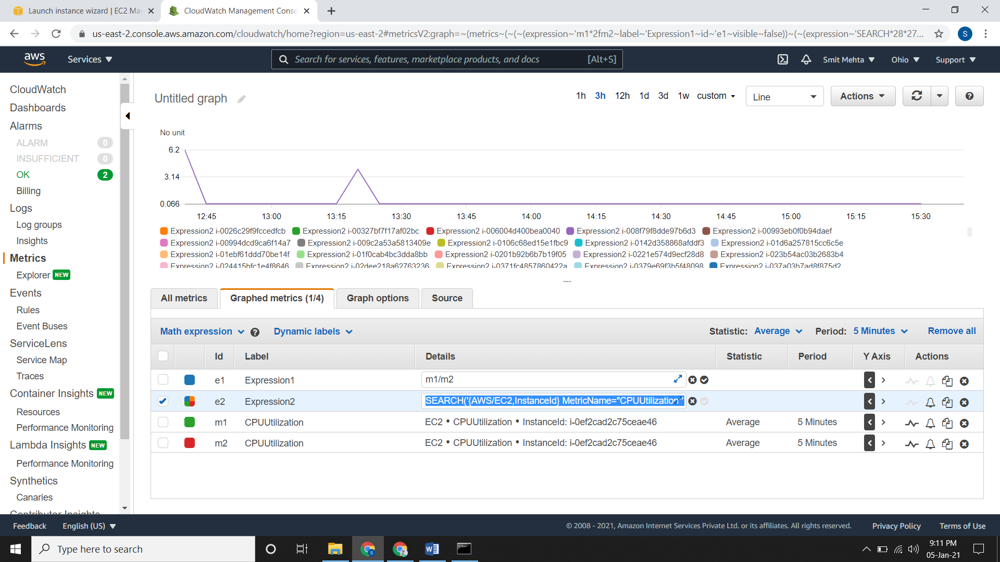 Launch instance wizard | EC2 Mar
CloudWatch Management Conso
us-east-2.console.aws.amazon.com/cloudwatch/home?region=us-east-2#metricsV2:graph=~(metrics~(~(~(expression~'m1*2fm2~label~'Expression1~id~'e1~visible~false))~(~(expression~'SEARCH*28*27...
S
aws
Services
Search for services, features, marketplace products, and docs
[Alt+S]
Smit Mehta
Ohio
Support
CloudWatch
Dashboards
Alarms
ALARM 0
INSUFFICIENT 0
OK 2
Billing
Logs
Log groups
Insights
Metrics
Explorer NEW
Events
Rules
Event Buses
ServiceLens
Service Map
Traces
Container Insights NEW
Resources
Performance Monitoring
Lambda Insights NEW
Performance Monitoring
Synthetics
Canaries
Contributor Insights
Untitled graph
1h 3h 12h 1d 3d 1w custom
Line
Actions
No unit
6.2
3.14
0.066
12:45 13:00 13:15 13:30 13:45 14:00 14:15 14:30 14:45 15:00 15:15 15:30
Expression2 i-0026c29f9fccedfcb Expression2 i-00327bf7f17af02bc Expression2 i-006004d400bea0040 Expression2 i-008f79f8dde97b6d3 Expression2 i-00993eb0f0b94daef
Expression2 i-00994dcd9ca6f14a7 Expression2 i-009c2a53a5813409e Expression2 i-0106c68ed15e1fbc9 Expression2 i-0142d358868afddf3 Expression2 i-01d6a257815cc6c5e
Expression2 i-01ebf61ddd70be14f Expression2 i-01f0cab4bc3dda8bb Expression2 i-0201b92b6b7b19f05 Expression2 i-0221e574d9ecf28d8 Expression2 i-023b54ac03b2683b4
Expression2 i-024415bfc1e4f8646 Expression2 i-02dee218a62763236 Expression2 i-0371fc4857860422a Expression2 i-0379e69f3b5f48098 Expression2 i-037a03b7ad8f875d2
All metrics
Graphed metrics (1/4)
Graph options
Source
Math expression
Dynamic labels
Statistic: Average
Period: 5 Minutes
Remove all
Id Label Details Statistic Period Y Axis Actions
e1 Expression1 m1/m2
e2 Expression2 SEARCH('{AWS/EC2,InstanceId} MetricName="CPUUtilization"'
m1 CPUUtilization EC2 • CPUUtilization • InstanceId: i-0ef2cad2c75ceae46 Average 5 Minutes
m2 CPUUtilization EC2 • CPUUtilization • InstanceId: i-0ef2cad2c75ceae46 Average 5 Minutes
Feedback
English (US)
© 2008 - 2021, Amazon Internet Services Private Ltd. or its affiliates. All rights reserved.
Privacy Policy
Terms of Use
Type here to search
9:11 PM
05-Jan-21